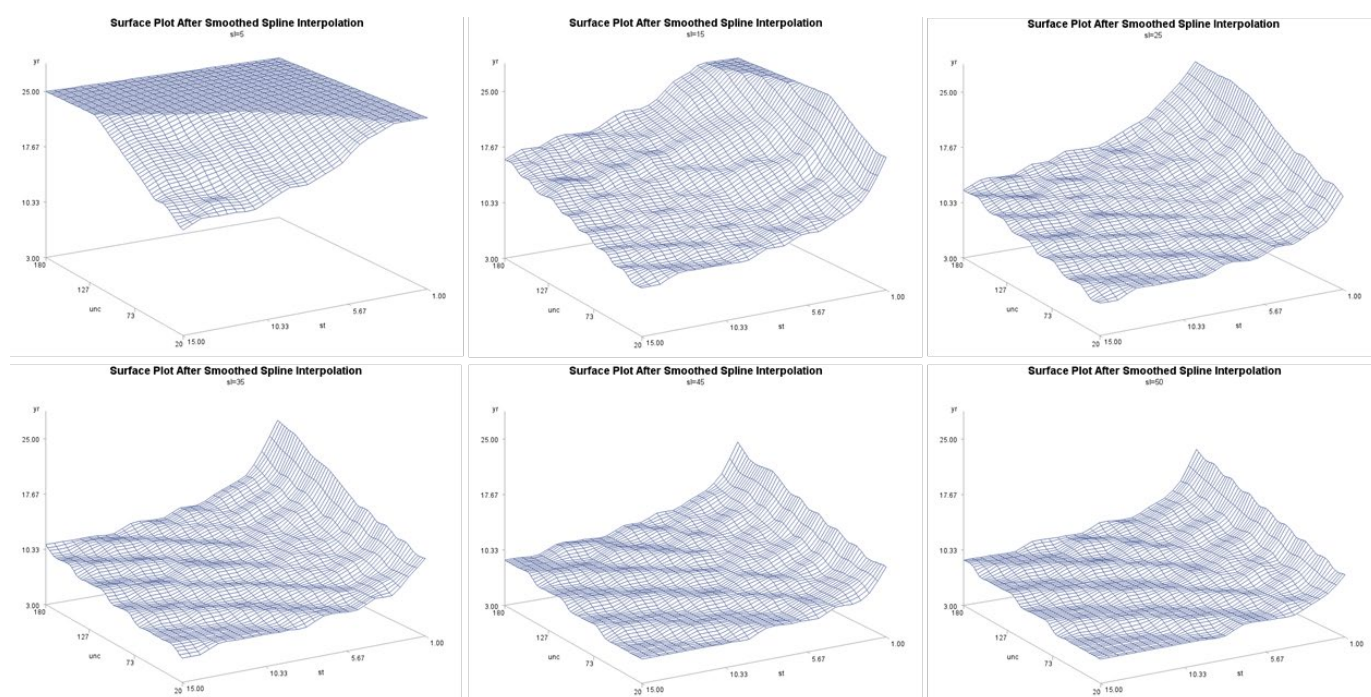 Surface Plot After Smoothed Spline Interpolation
sl=5
yr
25.00
17.67
10.33
3.00
180
127
unc
73
20
15.00
10.33
st
5.67
1.00
Surface Plot After Smoothed Spline Interpolation
sl=15
yr
25.00
17.67
10.33
3.00
180
127
unc
73
20
15.00
10.33
st
5.67
1.00
Surface Plot After Smoothed Spline Interpolation
sl=25
yr
25.00
17.67
10.33
3.00
180
127
unc
73
20
15.00
10.33
st
5.67
1.00
Surface Plot After Smoothed Spline Interpolation
sl=35
yr
25.00
17.67
10.33
3.00
180
127
unc
73
20
15.00
10.33
st
5.67
1.00
Surface Plot After Smoothed Spline Interpolation
sl=45
yr
25.00
17.67
10.33
3.00
180
127
unc
73
20
15.00
10.33
st
5.67
1.00
Surface Plot After Smoothed Spline Interpolation
sl=50
yr
25.00
17.67
10.33
3.00
180
127
unc
73
20
15.00
10.33
st
5.67
1.00